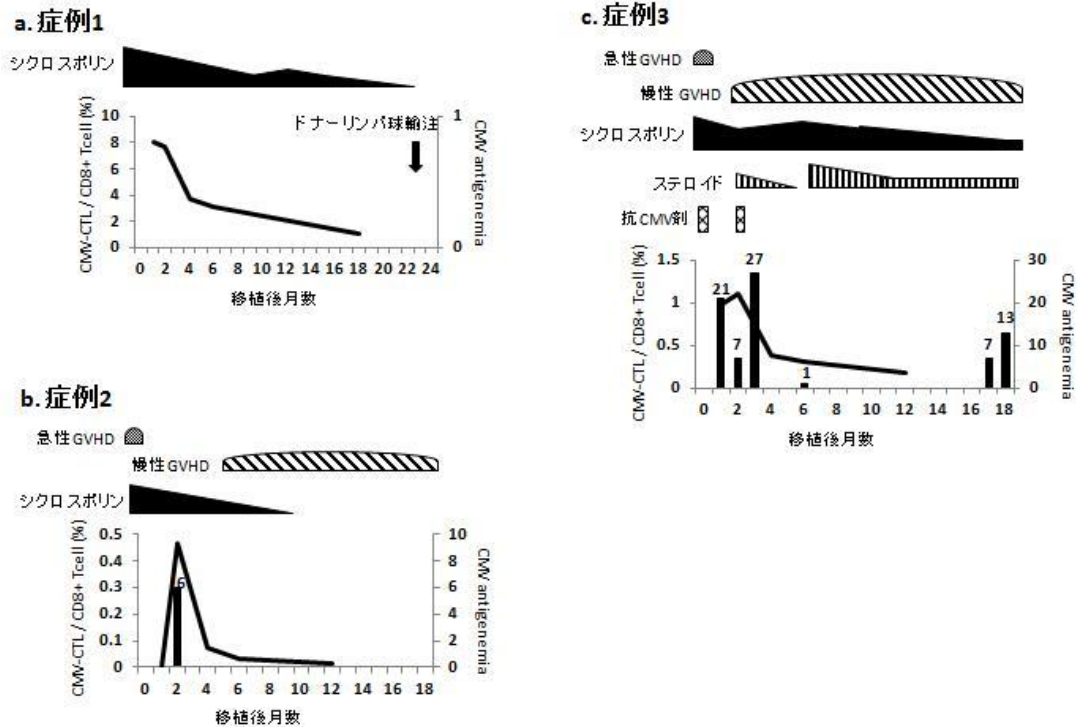 a. 症例1
シクロスポリン
ドナーリンパ球輸注
CMV-CTL / CD8+ Tcell (%)
10
8
6
4
2
0
1
0
CMV antigenemia
0 2 4 6 8 10 12 14 16 18 20 22 24
移植後月数
b. 症例2
急性GVHD
慢性GVHD
シクロスポリン
CMV-CTL / CD8+ Tcell (%)
0.5
0.4
0.3
0.2
0.1
0
6
10
8
6
4
2
0
CMV antigenemia
0 2 4 6 8 10 12 14 16 18
移植後月数
c. 症例3
急性GVHD
慢性GVHD
シクロスポリン
ステロイド
抗CMV剤
CMV-CTL / CD8+ Tcell (%)
1.5
1
0.5
0
21
7
27
1
7
13
30
20
10
0
CMV antigenemia
0 2 4 6 8 10 12 14 16 18
移植後月数